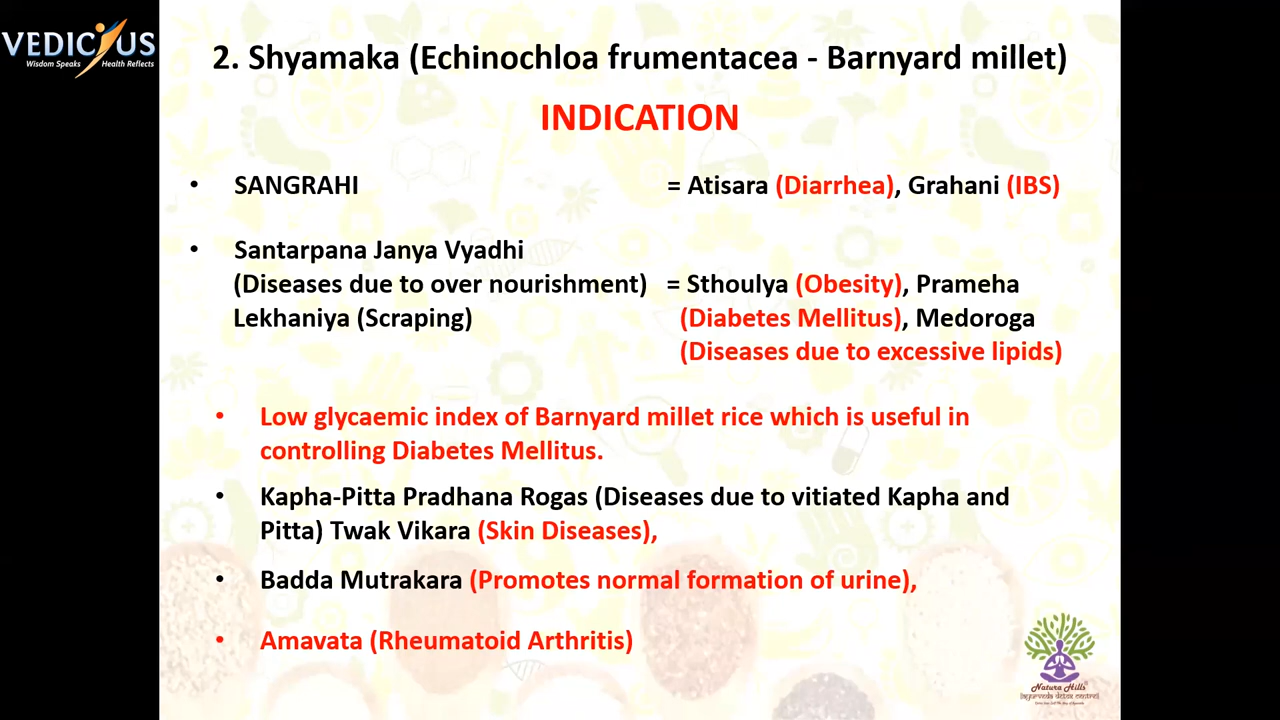 VEDICIUS
Wisdom Speaks Health Reflects
2. Shyamaka (Echinochloa frumentacea - Barnyard millet)
INDICATION
• SANGRAHI = Atisara (Diarrhea), Grahani (IBS)
• Santarpana Janya Vyadhi
(Diseases due to over nourishment) = Sthoulya (Obesity), Prameha
Lekhaniya (Scraping) (Diabetes Mellitus), Medoroga
(Diseases due to excessive lipids)
• Low glycaemic index of Barnyard millet rice which is useful in
controlling Diabetes Mellitus.
• Kapha-Pitta Pradhana Rogas (Diseases due to vitiated Kapha and
Pitta) Twak Vikara (Skin Diseases),
• Badda Mutrakara (Promotes normal formation of urine),
• Amavata (Rheumatoid Arthritis)
Natura Hills
ayurveda detox centre